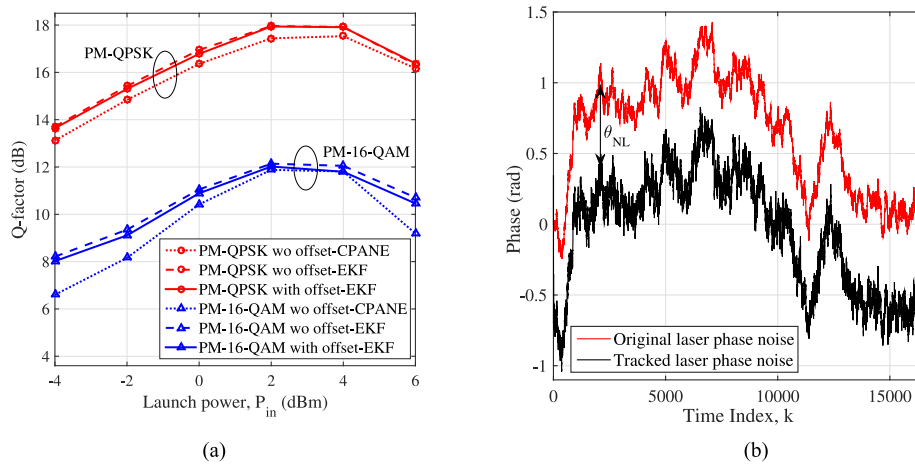 18
16
14
12
10
8
6
4
-4
-2
0
2
4
6
Q-factor (dB)
Launch power, P_in (dBm)
PM-QPSK
PM-16-QAM
PM-QPSK wo offset-CPANE
PM-QPSK wo offset-EKF
PM-QPSK with offset-EKF
PM-16-QAM wo offset-CPANE
PM-16-QAM wo offset-EKF
PM-16-QAM with offset-EKF
(a)
1
0.5
0
-0.5
-1
0
5000
10000
15000
Phase (rad)
Time Index, k
θ_NL
Original laser phase noise
Tracked laser phase noise
(b)